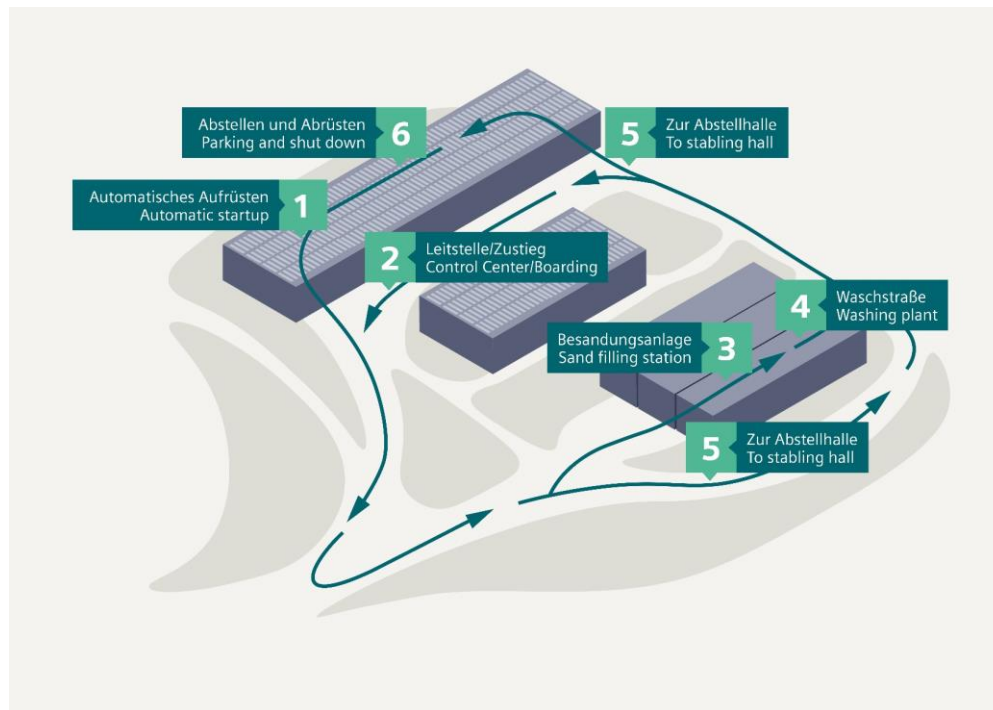 6
Abstellen und Abrüsten
Parking and shut down
5
Zur Abstellhalle
To stabling hall
1
Automatisches Aufrüsten
Automatic startup
2
Leitstelle/Zustieg
Control Center/Boarding
4
Waschstraße
Washing plant
3
Besandungsanlage
Sand filling station
5
Zur Abstellhalle
To stabling hall